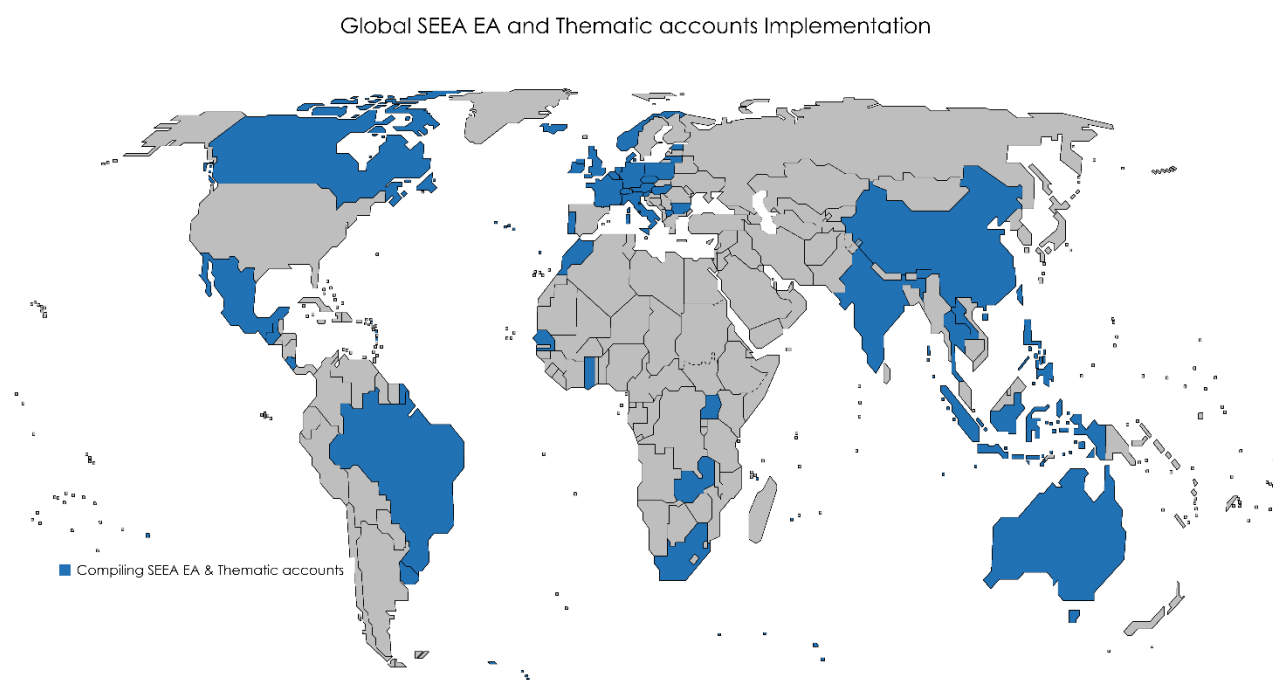 Global SEEA EA and Thematic accounts Implementation
Compiling SEEA EA & Thematic accounts